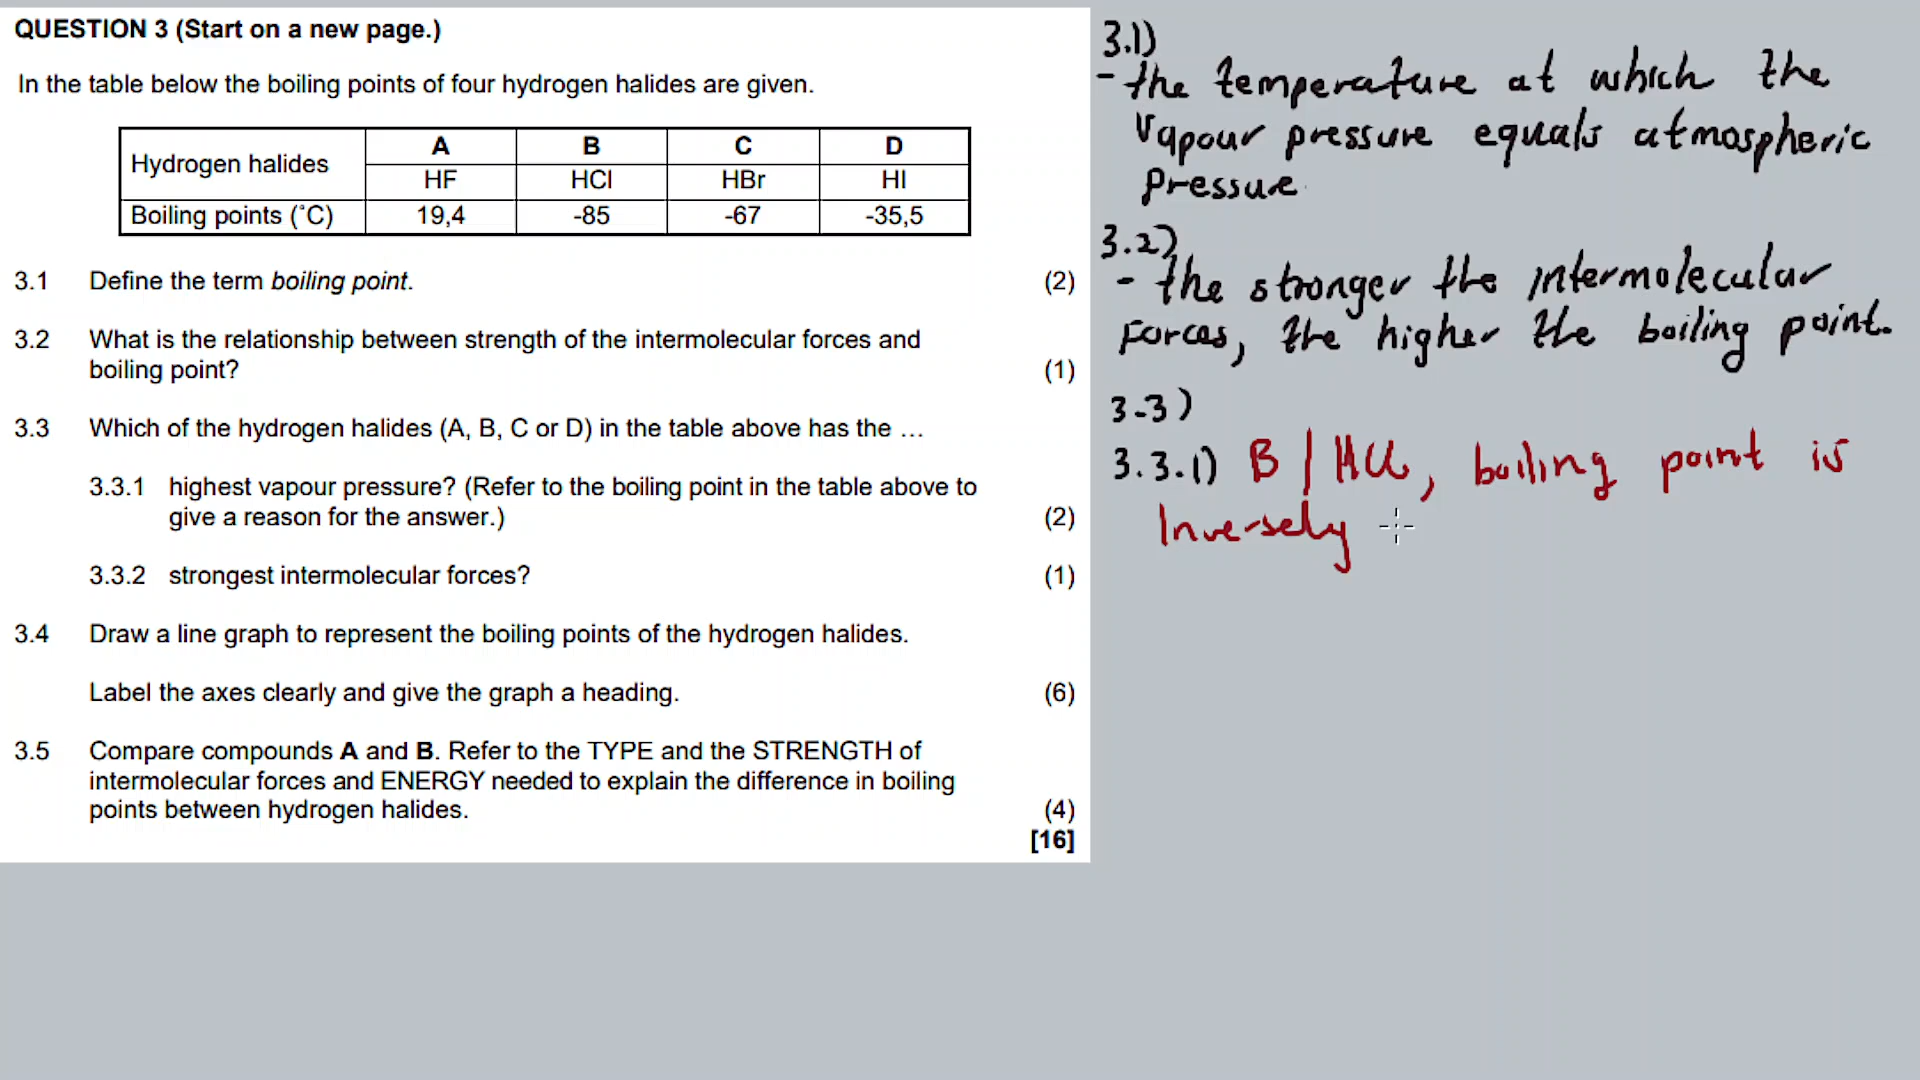 QUESTION 3 (Start on a new page.)
In the table below the boiling points of four hydrogen halides are given.
Hydrogen halides A B C D
HF HCl HBr HI
Boiling points (˚C) 19,4 -85 -67 -35,5
3.1 Define the term boiling point. (2)
3.2 What is the relationship between strength of the intermolecular forces and
boiling point? (1)
3.3 Which of the hydrogen halides (A, B, C or D) in the table above has the …
3.3.1 highest vapour pressure? (Refer to the boiling point in the table above to
give a reason for the answer.) (2)
3.3.2 strongest intermolecular forces? (1)
3.4 Draw a line graph to represent the boiling points of the hydrogen halides.
Label the axes clearly and give the graph a heading. (6)
3.5 Compare compounds A and B. Refer to the TYPE and the STRENGTH of
intermolecular forces and ENERGY needed to explain the difference in boiling
points between hydrogen halides. (4)
[16]
3.1)
- the temperature at which the
Vapour pressure equals atmospheric
Pressure.
3.2)
- the stronger the intermolecular
Forces, the higher the boiling point.
3.3)
3.3.1) B / HCl, boiling point is
Inversely